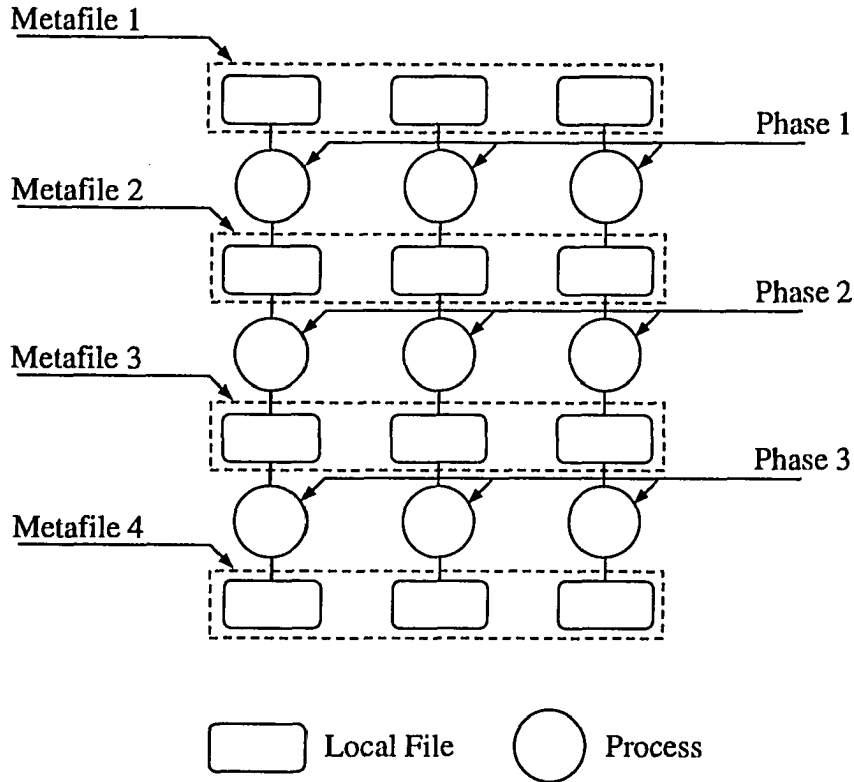 Metafile 1
Phase 1
Metafile 2
Phase 2
Metafile 3
Phase 3
Metafile 4
Local File
Process